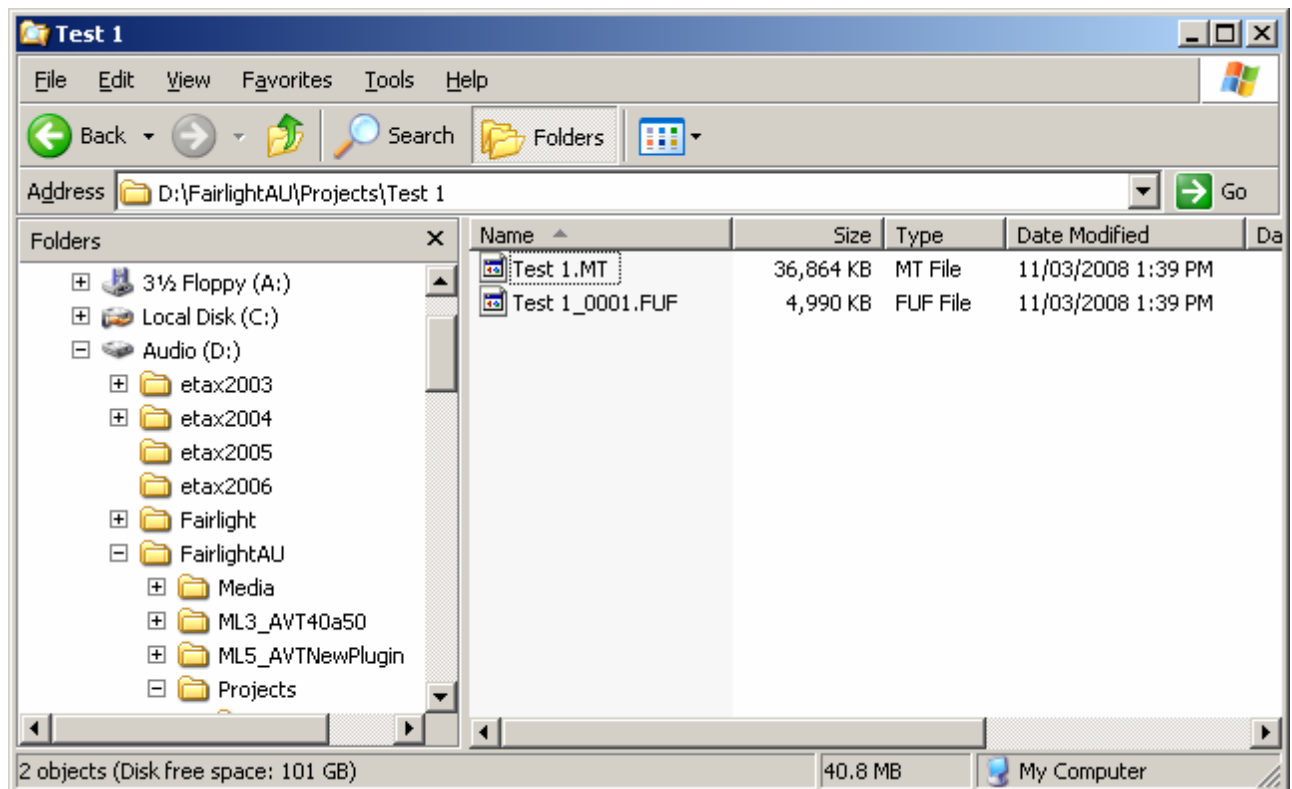 Test 1
File Edit View Favorites Tools Help
Back Search Folders
Address D:\FairlightAU\Projects\Test 1 Go
Folders x Name Size Type Date Modified Da
3½ Floppy (A:)
Local Disk (C:)
Audio (D:)
etax2003
etax2004
etax2005
etax2006
Fairlight
FairlightAU
Media
ML3_AVT40a50
ML5_AVTNewPlugin
Projects
Test 1.MT 36,864 KB MT File 11/03/2008 1:39 PM
Test 1_0001.FUF 4,990 KB FUF File 11/03/2008 1:39 PM
2 objects (Disk free space: 101 GB) 40.8 MB My Computer